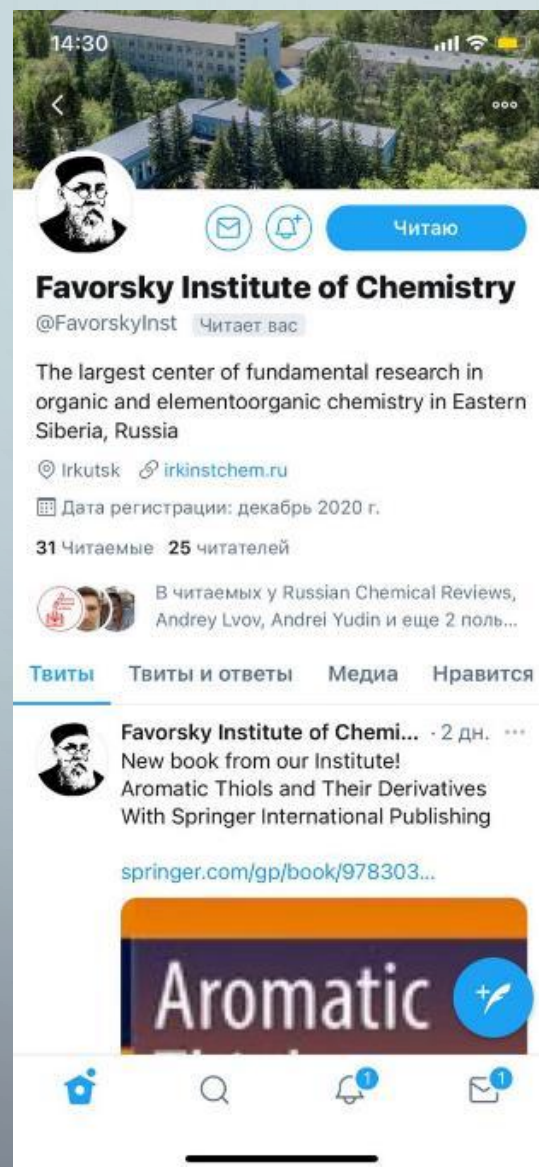 14:30
Читаю
Favorsky Institute of Chemistry
@FavorskyInst Читает вас
The largest center of fundamental research in
organic and elementoorganic chemistry in Eastern
Siberia, Russia
Irkutsk irkinstchem.ru
Дата регистрации: декабрь 2020 г.
31 Читаемые 25 читателей
В читаемых у Russian Chemical Reviews,
Andrey Lvov, Andrei Yudin и еще 2 поль...
Твиты Твиты и ответы Медиа Нравится
Favorsky Institute of Chemi... · 2 дн.
New book from our Institute!
Aromatic Thiols and Their Derivatives
With Springer International Publishing
springer.com/gp/book/978303...
Aromatic
1 1